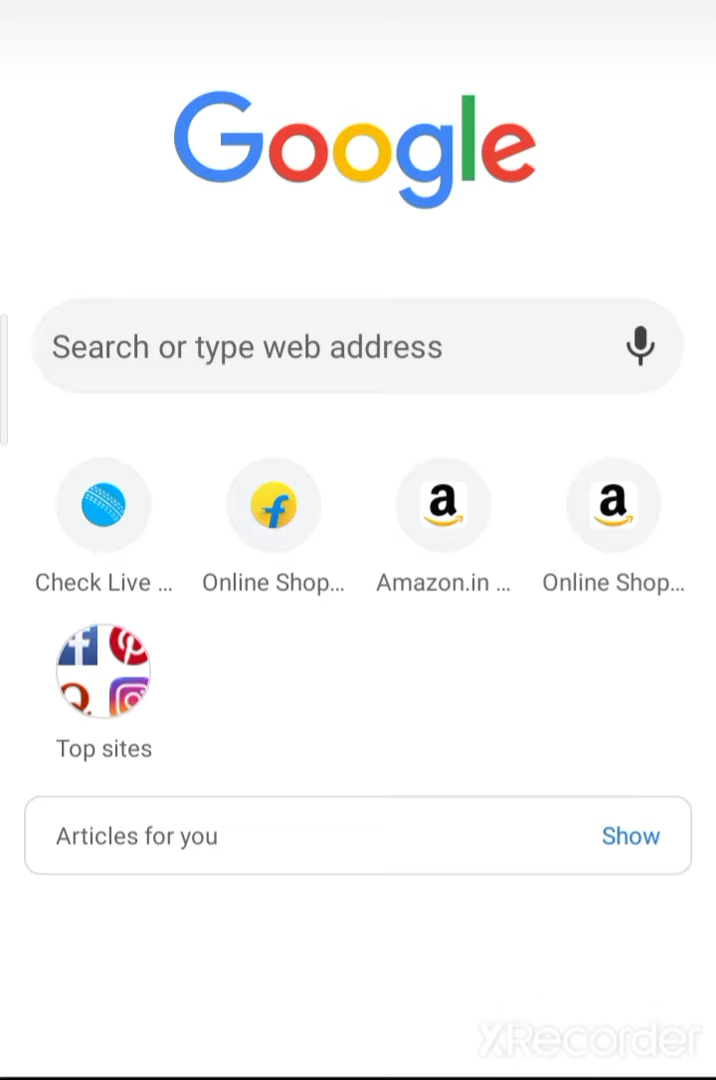 Google
Search or type web address
Check Live ...
Online Shop...
Amazon.in ...
Online Shop...
Top sites
Articles for you
Show
XRecorder